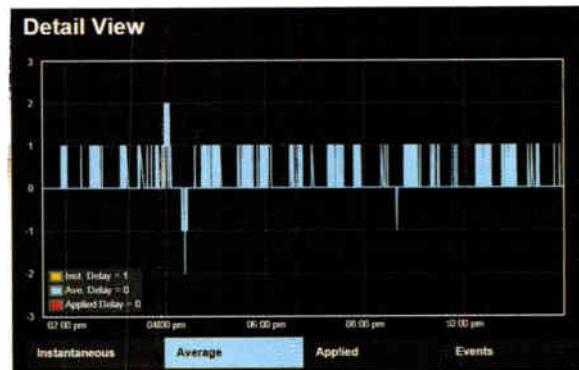 Detail View
3
2
1
0
-1
-2
-3
Inst. Delay = 1
Ave. Delay = 0
Applied Delay = 0
02:00 pm 04:00 pm 06:00 pm 08:00 pm 10:00 pm
Instantaneous Average Applied Events